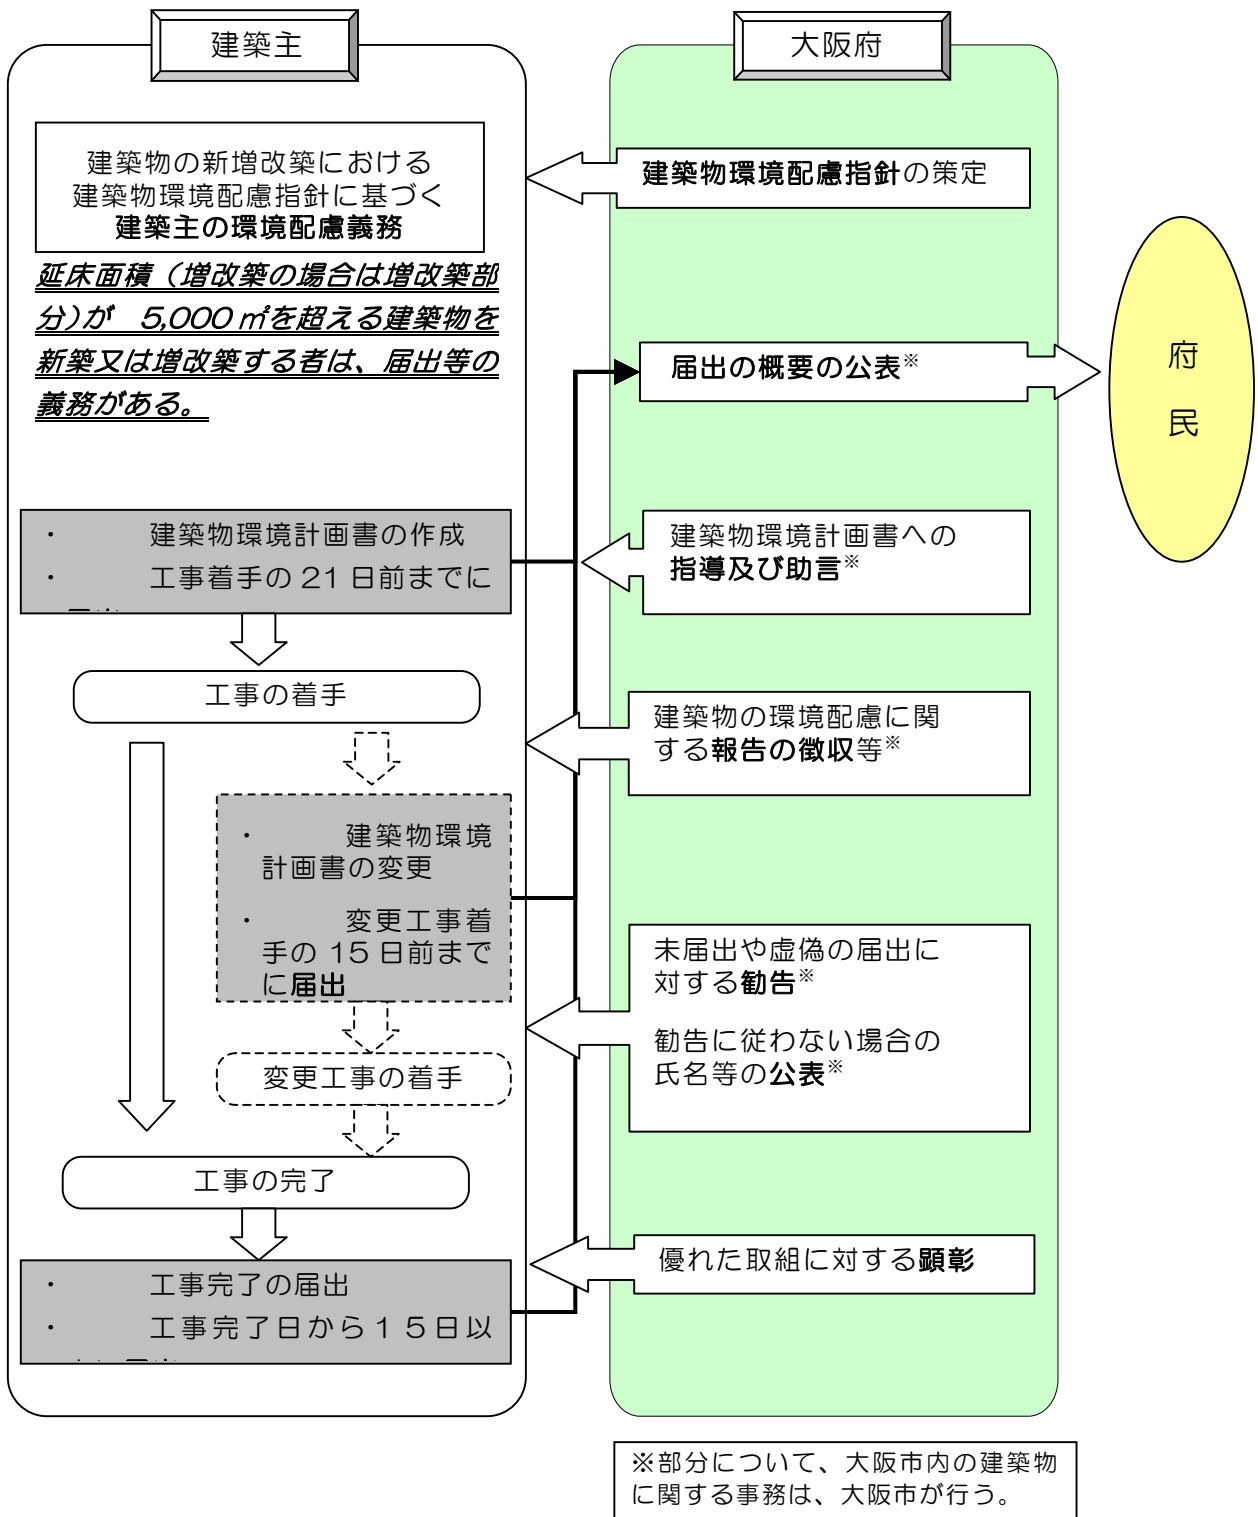 建築主
建築物の新増改築における
建築物環境配慮指針に基づく
建築主の環境配慮義務
延床面積（増改築の場合は増改築部
分）が 5,000㎡を超える建築物を
新築又は増改築する者は、届出等の
義務がある。
・ 建築物環境計画書の作成
・ 工事着手の 21 日前までに
工事の着手
・ 建築物環境
計画書の変更
・ 変更工事着
手の 15 日前まで
に届出
変更工事の着手
工事の完了
・ 工事完了の届出
・ 工事完了日から１５日以
大阪府
建築物環境配慮指針の策定
届出の概要の公表※
建築物環境計画書への
指導及び助言※
建築物の環境配慮に関
する報告の徴収等※
未届出や虚偽の届出に
対する勧告※
勧告に従わない場合の
氏名等の公表※
優れた取組に対する顕彰
府
民
※部分について、大阪市内の建築物
に関する事務は、大阪市が行う。